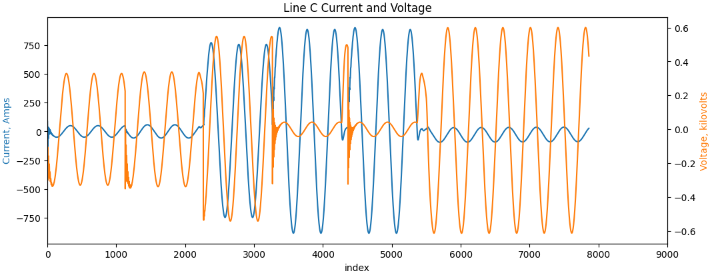 Line C Current and Voltage
Current, Amps
750
500
250
0
−250
−500
−750
0.6
0.4
0.2
0.0
−0.2
−0.4
−0.6
Voltage, kilovolts
0 1000 2000 3000 4000 5000 6000 7000 8000 9000
index